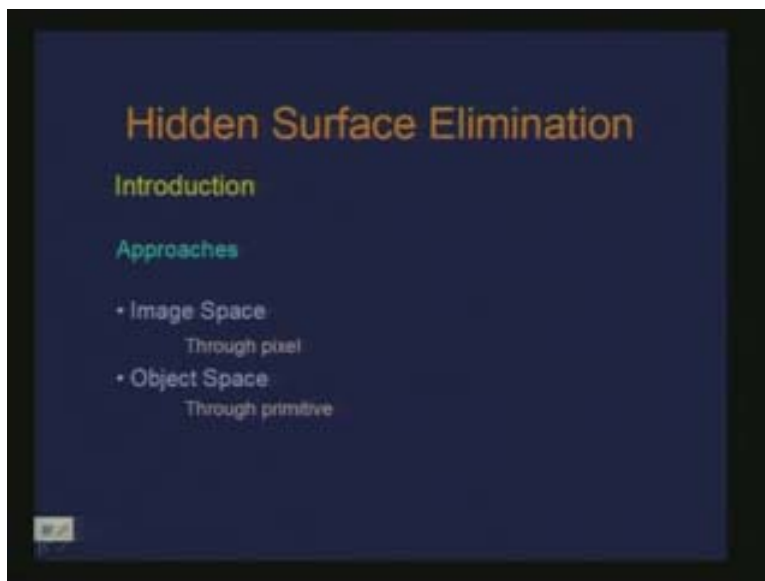 Hidden Surface Elimination
Introduction
Approaches
• Image Space
Through pixel
• Object Space
Through primitive